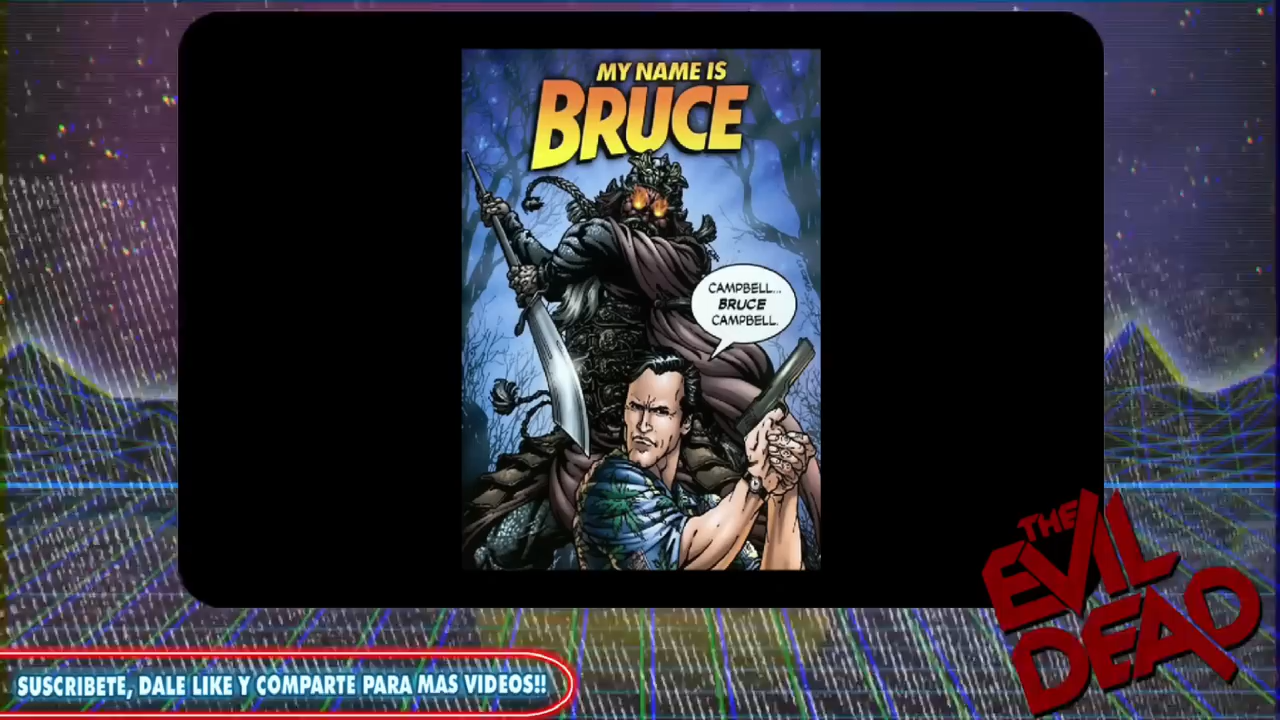 MY NAME IS
BRUCE
CAMPBELL...
BRUCE
CAMPBELL.
THE
EVIL
DEAD
SUSCRIBETE, DALE LIKE Y COMPARTE PARA MAS VIDEOS!!